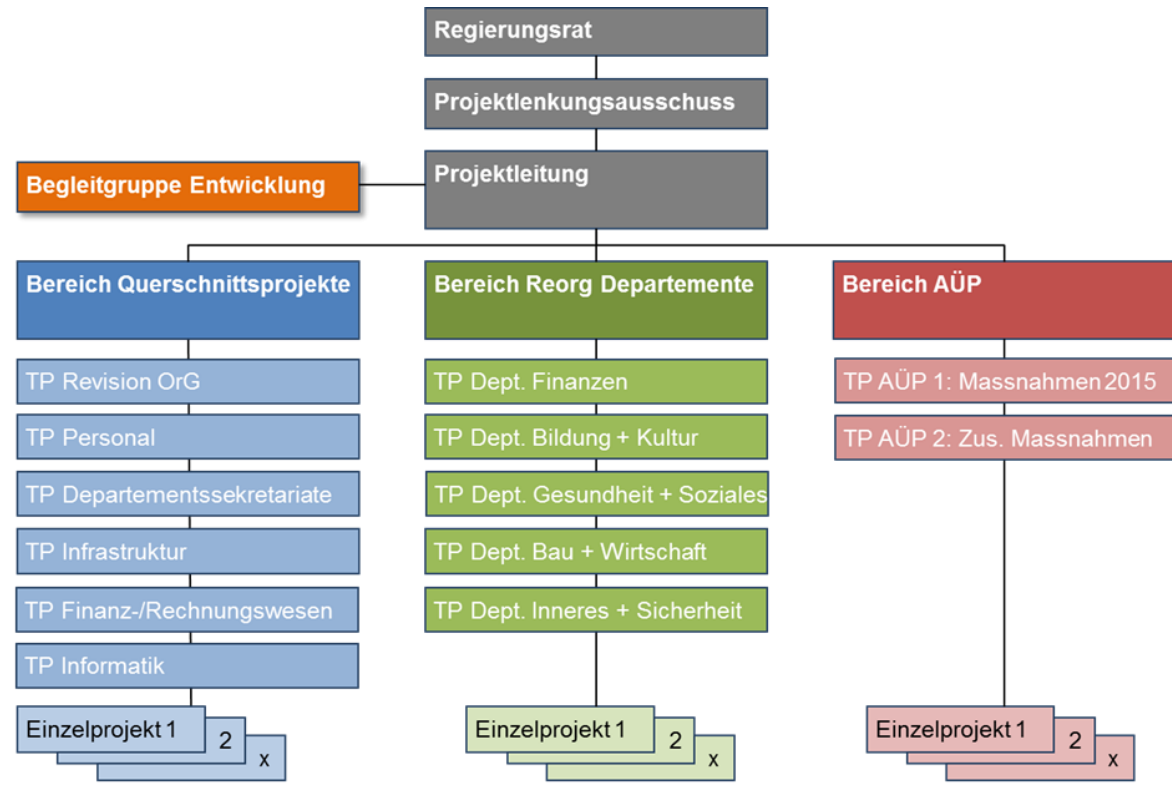 Regierungsrat
Projektlenkungsausschuss
Projektleitung
Begleitgruppe Entwicklung
Bereich Querschnittsprojekte
TP Revision OrG
TP Personal
TP Departementssekretariate
TP Infrastruktur
TP Finanz-/Rechnungswesen
TP Informatik
Einzelprojekt 1
2
x
Bereich Reorg Departemente
TP Dept. Finanzen
TP Dept. Bildung + Kultur
TP Dept. Gesundheit + Soziales
TP Dept. Bau + Wirtschaft
TP Dept. Inneres + Sicherheit
Einzelprojekt 1
2
x
Bereich AÜP
TP AÜP 1: Massnahmen 2015
TP AÜP 2: Zus. Massnahmen
Einzelprojekt 1
2
x